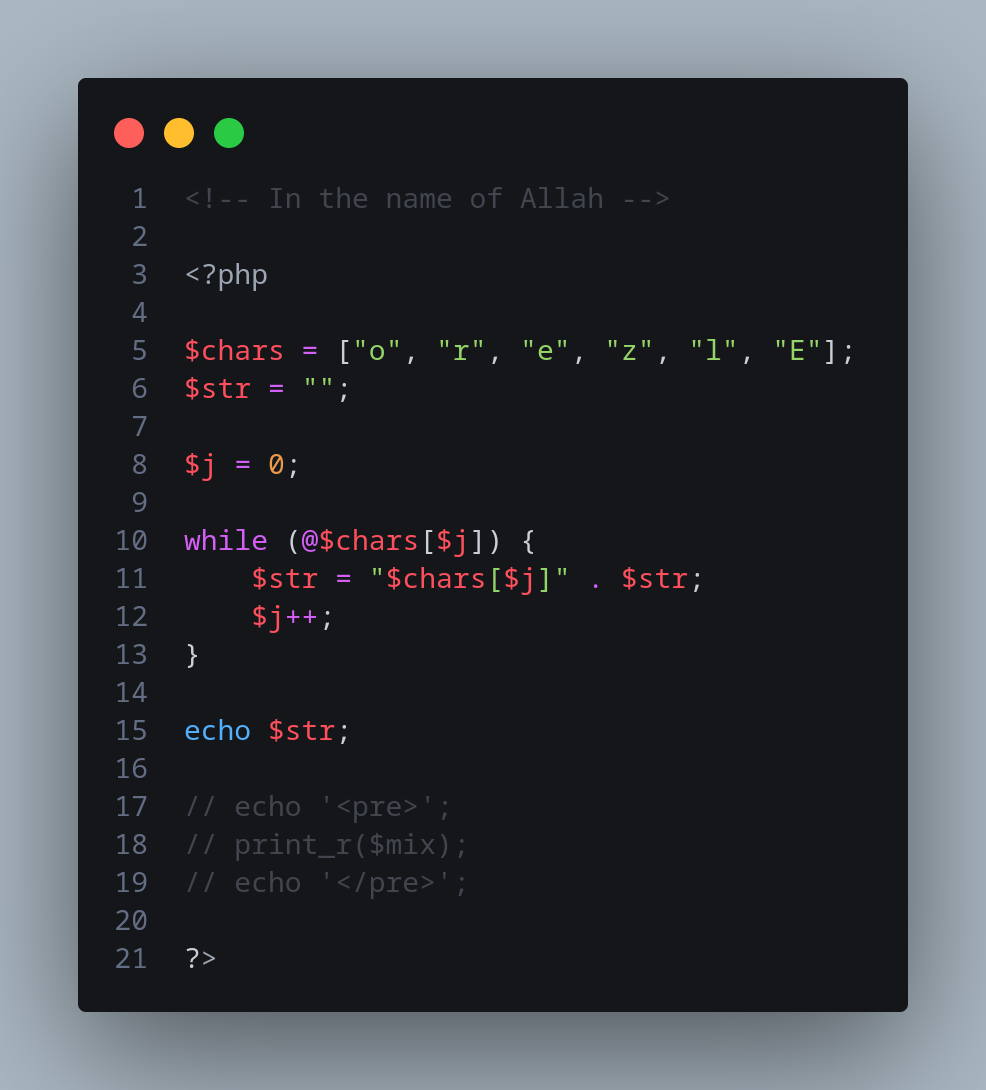 1 <!-- In the name of Allah -->
2
3 <?php
4
5 $chars = ["o", "r", "e", "z", "l", "E"];
6 $str = "";
7
8 $j = 0;
9
10 while (@$chars[$j]) {
11     $str = "$chars[$j]" . $str;
12     $j++;
13 }
14
15 echo $str;
16
17 // echo '<pre>';
18 // print_r($mix);
19 // echo '</pre>';
20
21 ?>